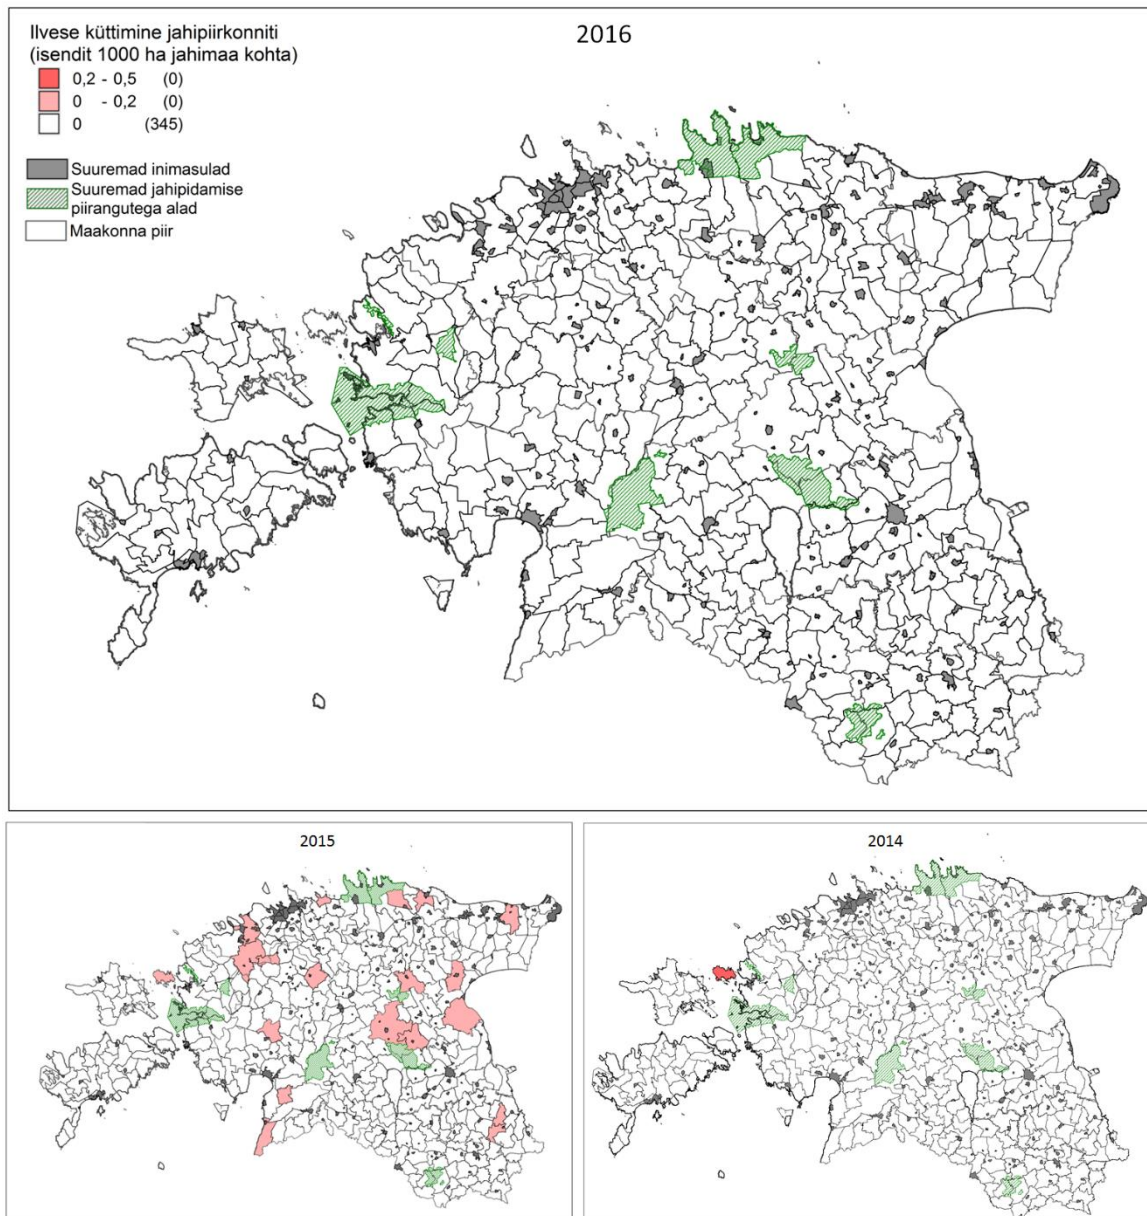 Ilvese küttimine jahipiirkonniti
(isendit 1000 ha jahimaa kohta)
0,2 - 0,5 (0)
0 - 0,2 (0)
0 (345)
Suuremad inimasulad
Suuremad jahipidamise
piirangutega alad
Maakonna piir
2016
2015
2014